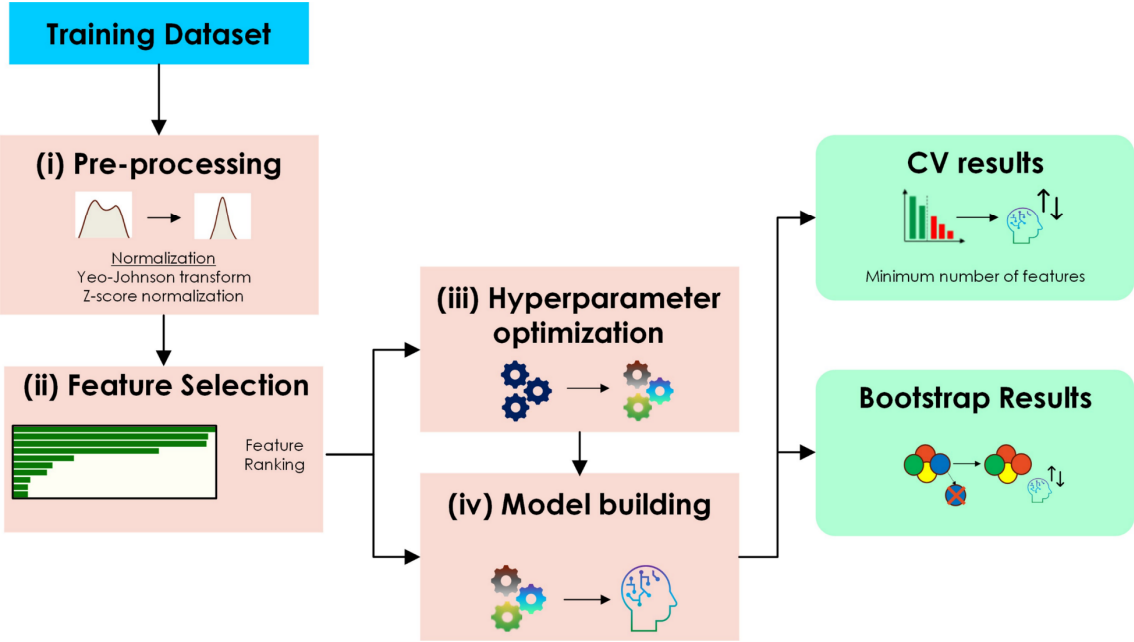 Training Dataset
(i) Pre-processing
Normalization
Yeo-Johnson transform
Z-score normalization
(ii) Feature Selection
Feature
Ranking
(iii) Hyperparameter
optimization
(iv) Model building
CV results
Minimum number of features
Bootstrap Results